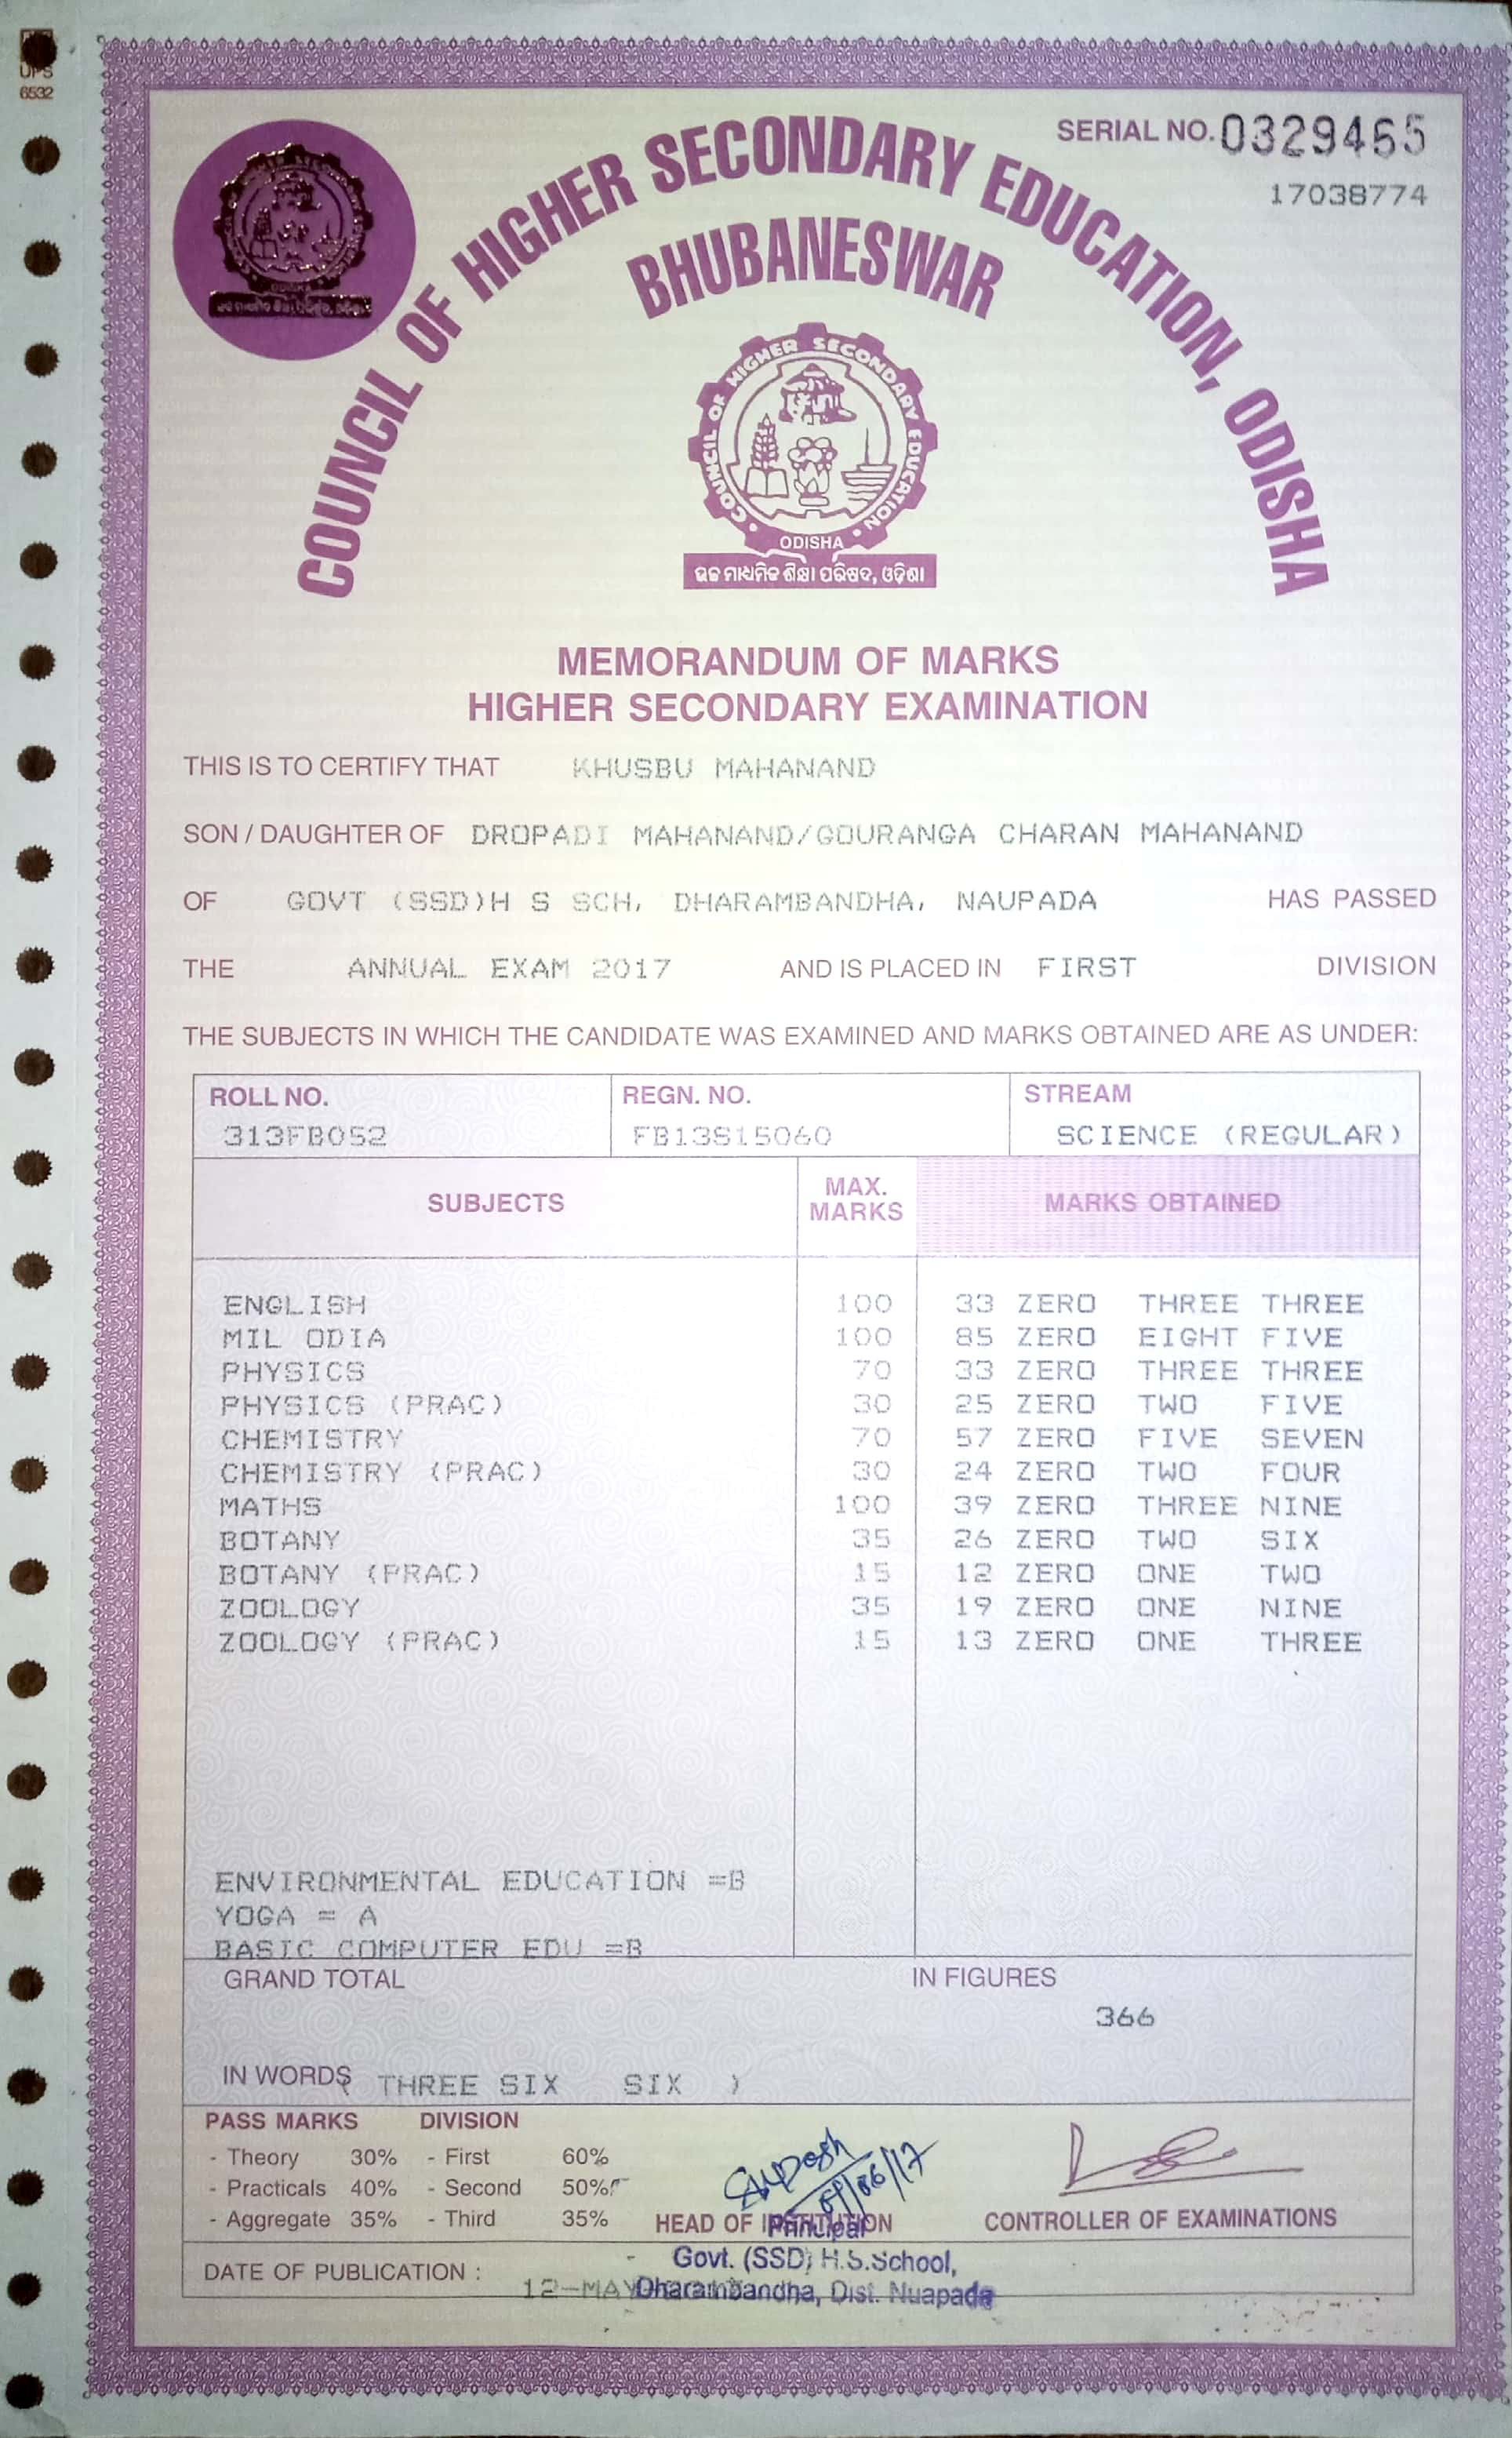 UPS
6532
SERIAL NO. 0329465
17038774
COUNCIL OF HIGHER SECONDARY EDUCATION, ODISHA
BHUBANESWAR
COUNCIL OF HIGHER SECONDARY EDUCATION
ODISHA
ଉଚ୍ଚ ମାଧ୍ୟମିକ ଶିକ୍ଷା ପରିଷଦ, ଓଡ଼ିଶା
MEMORANDUM OF MARKS
HIGHER SECONDARY EXAMINATION
THIS IS TO CERTIFY THAT KHUSBU MAHANAND
SON / DAUGHTER OF DROPADI MAHANAND/GOURANGA CHARAN MAHANAND
OF GOVT (SSD)H S SCH, DHARAMBANDHA, NAUPADA HAS PASSED
THE ANNUAL EXAM 2017 AND IS PLACED IN FIRST DIVISION
THE SUBJECTS IN WHICH THE CANDIDATE WAS EXAMINED AND MARKS OBTAINED ARE AS UNDER:
ROLL NO. REGN. NO. STREAM
313FB052 FB13S15060 SCIENCE (REGULAR)
SUBJECTS MAX. MARKS MARKS OBTAINED
ENGLISH 100 33 ZERO THREE THREE
MIL ODIA 100 85 ZERO EIGHT FIVE
PHYSICS 70 33 ZERO THREE THREE
PHYSICS (PRAC) 30 25 ZERO TWO FIVE
CHEMISTRY 70 57 ZERO FIVE SEVEN
CHEMISTRY (PRAC) 30 24 ZERO TWO FOUR
MATHS 100 39 ZERO THREE NINE
BOTANY 35 26 ZERO TWO SIX
BOTANY (PRAC) 15 12 ZERO ONE TWO
ZOOLOGY 35 19 ZERO ONE NINE
ZOOLOGY (PRAC) 15 13 ZERO ONE THREE
ENVIRONMENTAL EDUCATION =B
YOGA = A
BASIC COMPUTER EDU =B
GRAND TOTAL IN FIGURES
366
IN WORDS ( THREE SIX SIX )
PASS MARKS DIVISION
- Theory 30% - First 60%
- Practicals 40% - Second 50%
- Aggregate 35% - Third 35%
HEAD OF INSTITUTION CONTROLLER OF EXAMINATIONS
Principal
Govt. (SSD) H.S.School,
Dharambandha, Dist. Nuapada
DATE OF PUBLICATION :
12-MAY